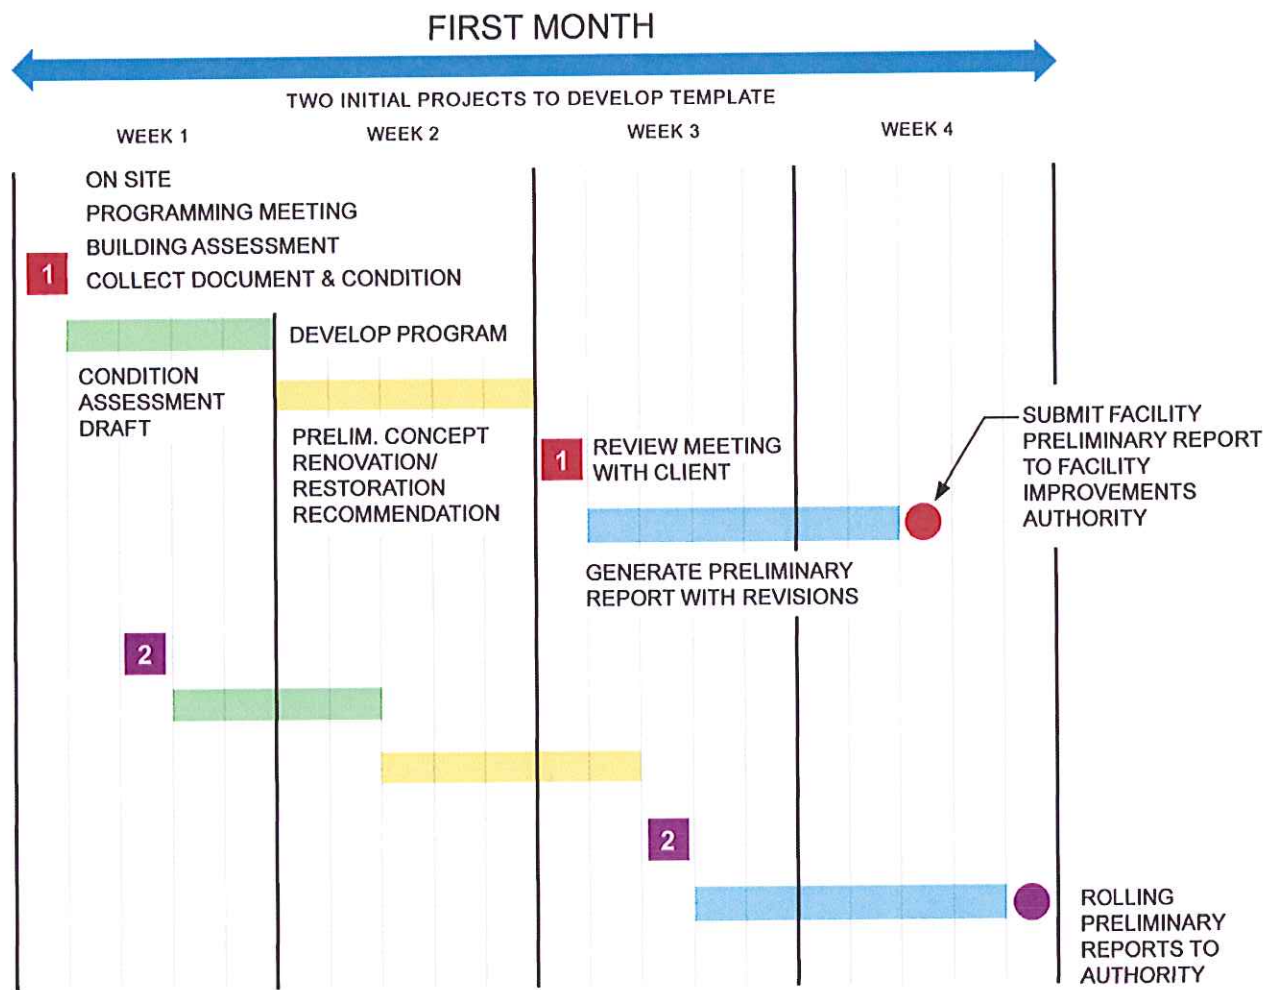 FIRST MONTH
TWO INITIAL PROJECTS TO DEVELOP TEMPLATE
WEEK 1
WEEK 2
WEEK 3
WEEK 4
ON SITE
PROGRAMMING MEETING
BUILDING ASSESSMENT
1
COLLECT DOCUMENT & CONDITION
DEVELOP PROGRAM
CONDITION
ASSESSMENT
DRAFT
PRELIM. CONCEPT
RENOVATION/
RESTORATION
RECOMMENDATION
1
REVIEW MEETING
WITH CLIENT
SUBMIT FACILITY
PRELIMINARY REPORT
TO FACILITY
IMPROVEMENTS
AUTHORITY
GENERATE PRELIMINARY
REPORT WITH REVISIONS
2
2
ROLLING
PRELIMINARY
REPORTS TO
AUTHORITY